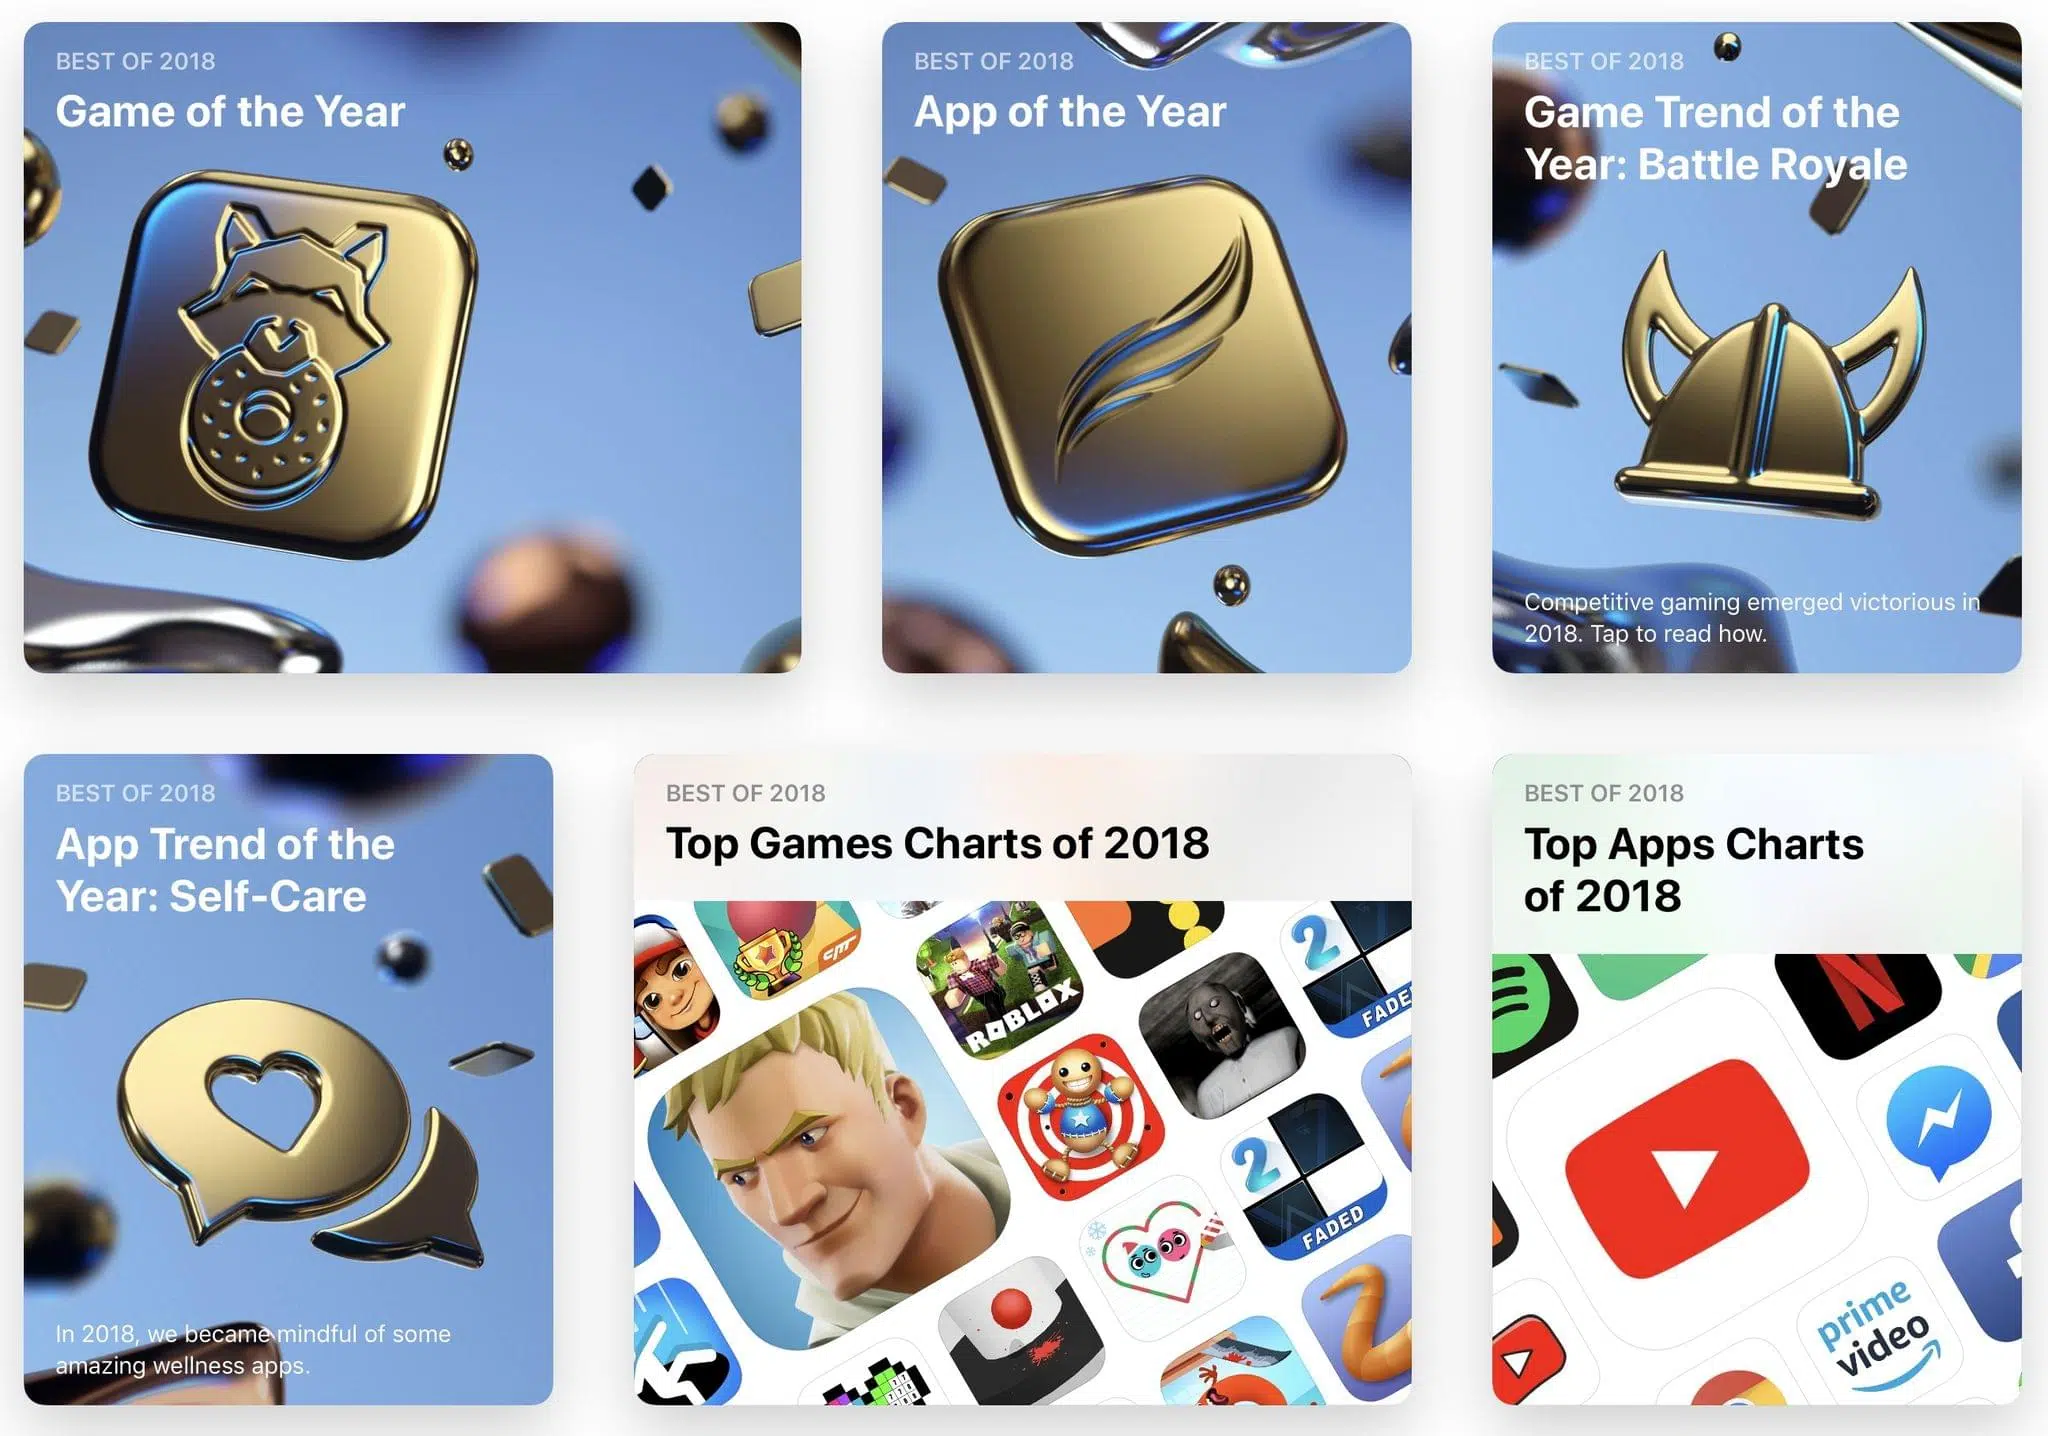 BEST OF 2018
Game of the Year
BEST OF 2018
App of the Year
BEST OF 2018
Game Trend of the
Year: Battle Royale
Competitive gaming emerged victorious in
2018. Tap to read how.
BEST OF 2018
App Trend of the
Year: Self-Care
In 2018, we became mindful of some
amazing wellness apps.
BEST OF 2018
Top Games Charts of 2018
ROBLOX
2
FADED
2
FADED
BEST OF 2018
Top Apps Charts
of 2018
N
prime
video